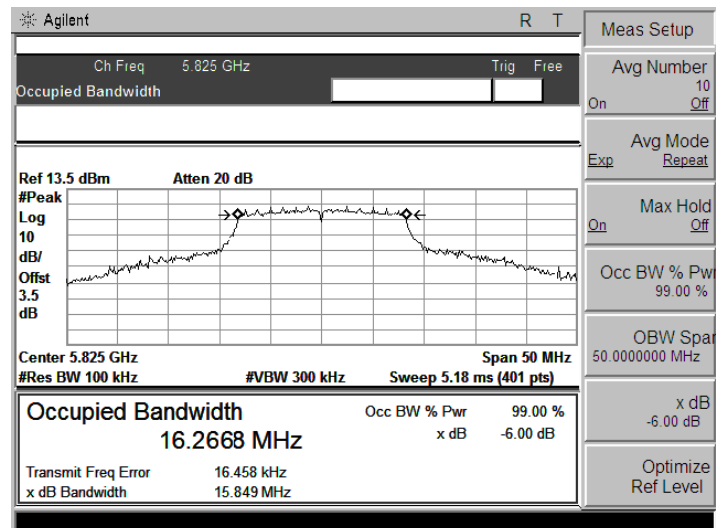 Agilent R T
Ch Freq 5.825 GHz Trig Free
Occupied Bandwidth
Ref 13.5 dBm Atten 20 dB
#Peak
Log
10
dB/
Offst
3.5
dB
Center 5.825 GHz Span 50 MHz
#Res BW 100 kHz #VBW 300 kHz Sweep 5.18 ms (401 pts)
Occupied Bandwidth Occ BW % Pwr 99.00 %
16.2668 MHz x dB -6.00 dB
Transmit Freq Error 16.458 kHz
x dB Bandwidth 15.849 MHz
Meas Setup
Avg Number
10
On Off
Avg Mode
Exp Repeat
Max Hold
On Off
Occ BW % Pwr
99.00 %
OBW Span
50.0000000 MHz
x dB
-6.00 dB
Optimize
Ref Level